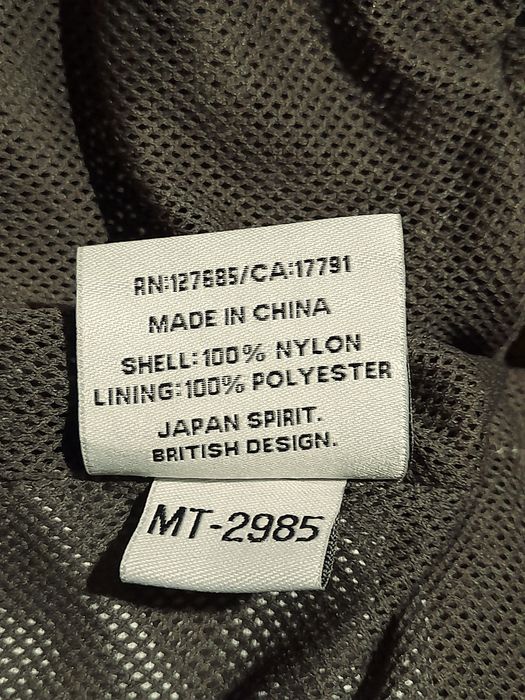 RN:127685/CA:17791
MADE IN CHINA
SHELL:100% NYLON
LINING:100% POLYESTER
JAPAN SPIRIT.
BRITISH DESIGN.
MT-2985